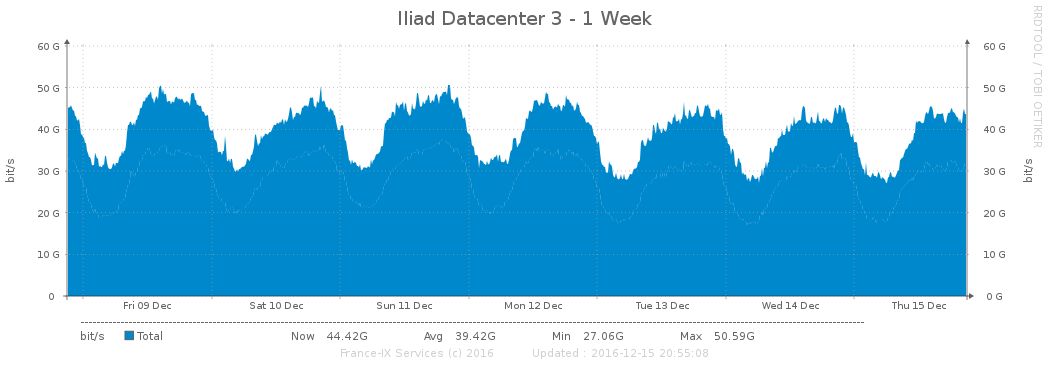 Iliad Datacenter 3 - 1 Week
RRDTOOL / TOBI OETIKER
60 G 60 G
50 G 50 G
40 G 40 G
30 G 30 G
20 G 20 G
10 G 10 G
0 0 G
bit/s bit/s
Fri 09 Dec Sat 10 Dec Sun 11 Dec Mon 12 Dec Tue 13 Dec Wed 14 Dec Thu 15 Dec
bit/s Total Now 44.42G Avg 39.42G Min 27.06G Max 50.59G
France-IX Services (c) 2016 Updated : 2016-12-15 20:55:08